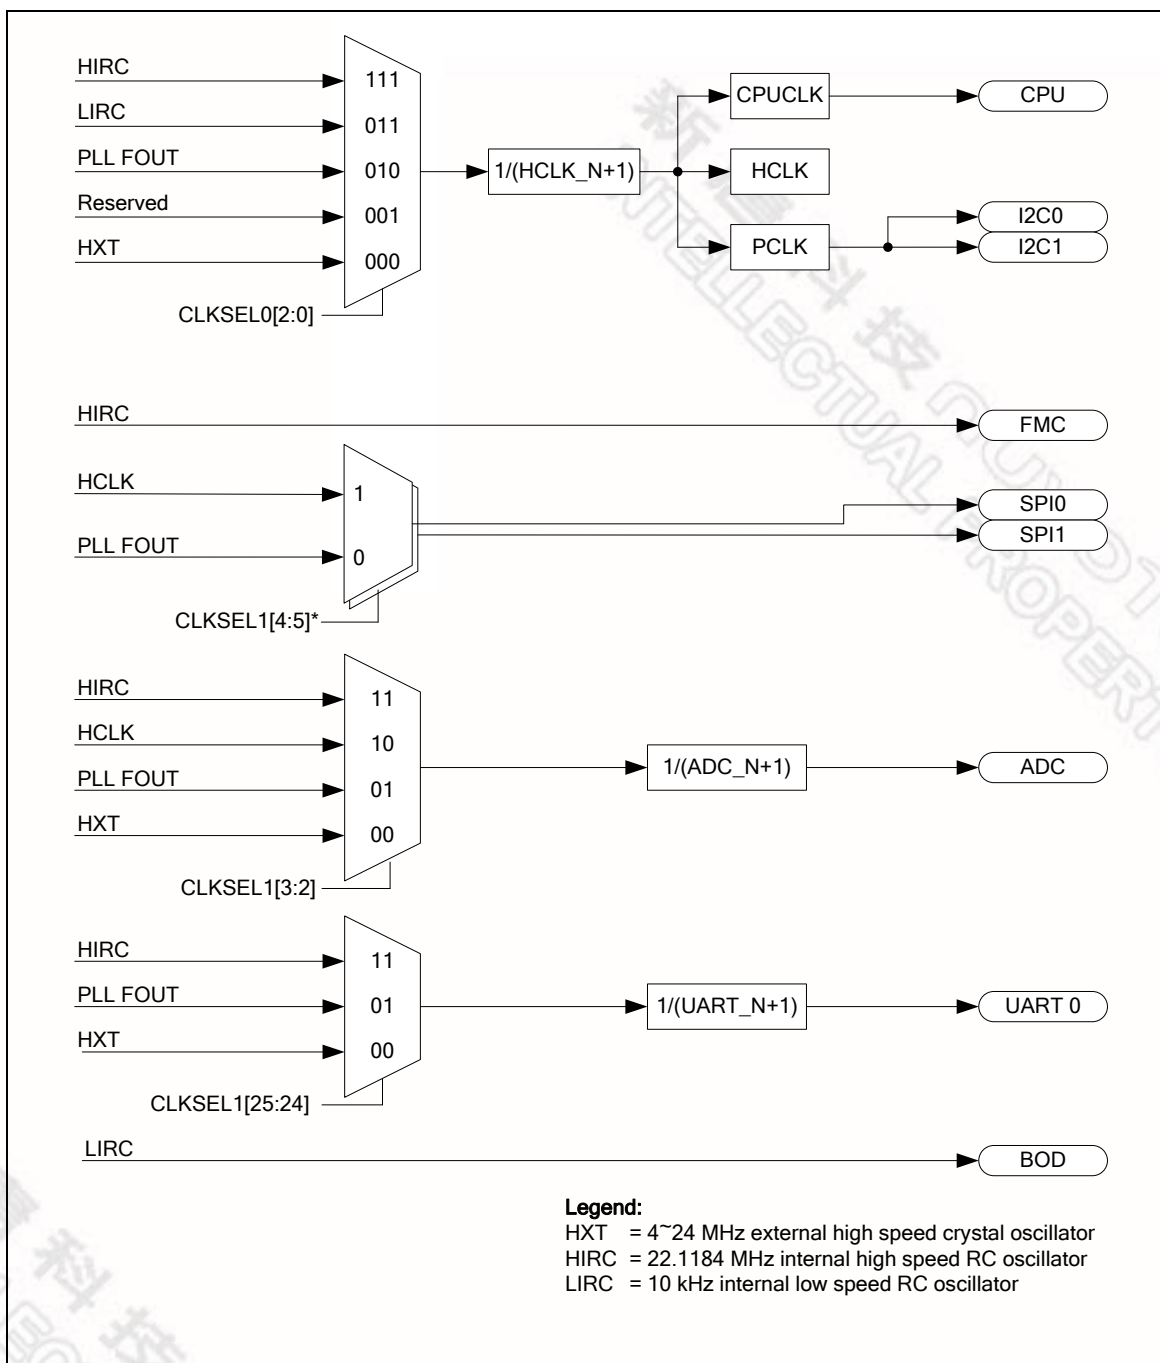 HIRC
LIRC
PLL FOUT
Reserved
HXT
111
011
010
001
000
CLKSEL0[2:0]
1/(HCLK_N+1)
CPUCLK
HCLK
PCLK
CPU
I2C0
I2C1
HIRC
FMC
HCLK
PLL FOUT
1
0
CLKSEL1[4:5]*
SPI0
SPI1
HIRC
HCLK
PLL FOUT
HXT
11
10
01
00
CLKSEL1[3:2]
1/(ADC_N+1)
ADC
HIRC
PLL FOUT
HXT
11
01
00
CLKSEL1[25:24]
1/(UART_N+1)
UART 0
LIRC
BOD
Legend:
HXT = 4~24 MHz external high speed crystal oscillator
HIRC = 22.1184 MHz internal high speed RC oscillator
LIRC = 10 kHz internal low speed RC oscillator